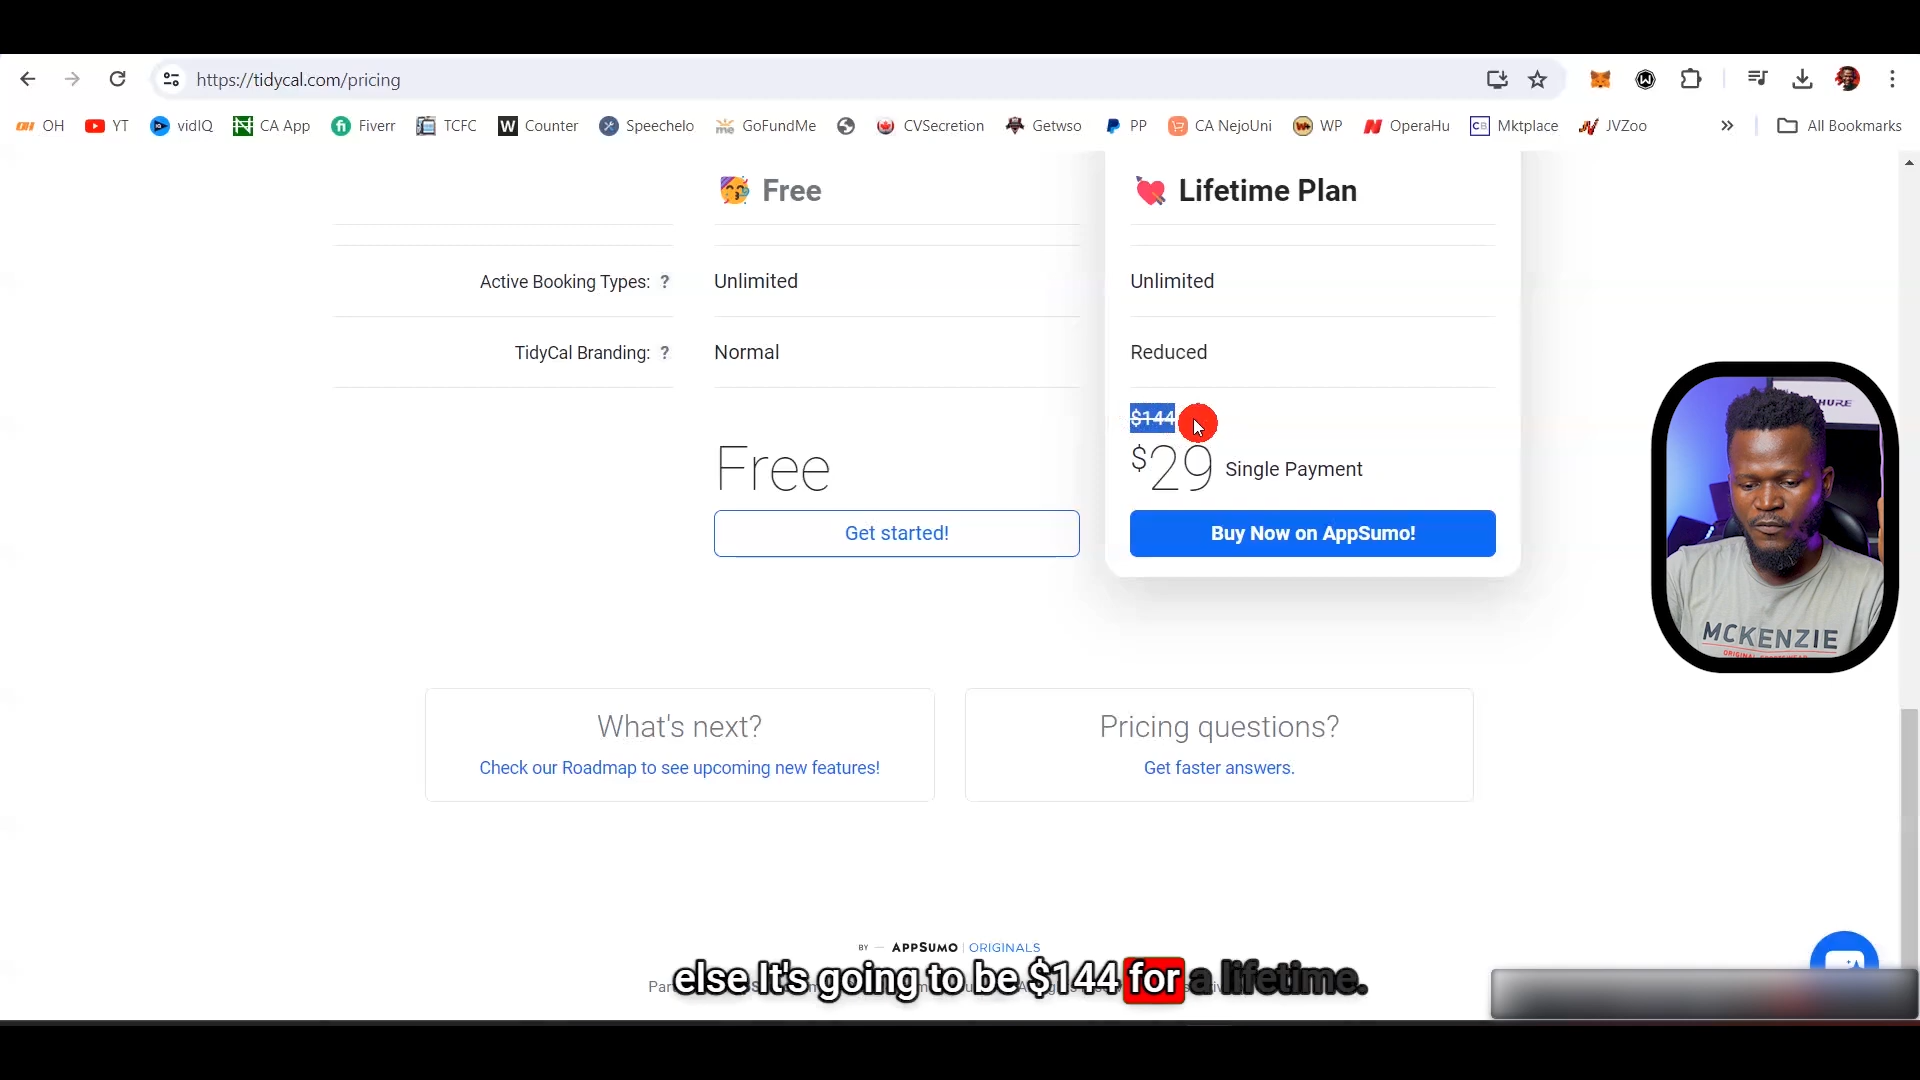 https://tidycal.com/pricing
OH YT vidIQ CA App Fiverr TCFC Counter Speechelo GoFundMe CVSecretion Getwso PP CA NejoUni WP OperaHu Mktplace JVZoo » All Bookmarks
Free
Lifetime Plan
Active Booking Types: ? Unlimited Unlimited
TidyCal Branding: ? Normal Reduced
$144
Free
$29 Single Payment
Get started!
Buy Now on AppSumo!
SHURE
MCKENZIE
What's next?
Check our Roadmap to see upcoming new features!
Pricing questions?
Get faster answers.
BY — APPSUMO | ORIGINALS
else It's going to be $144 for a lifetime.